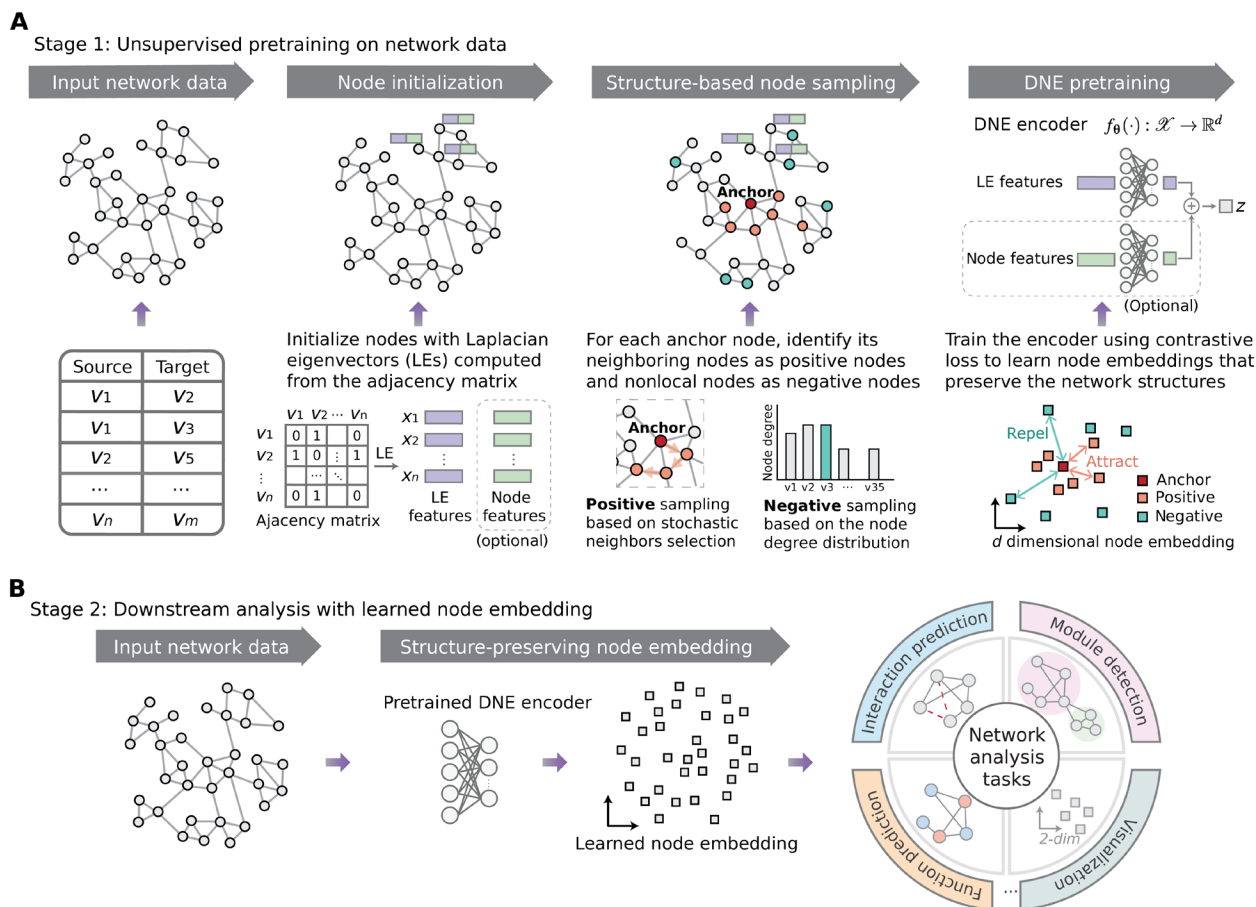 A
Stage 1: Unsupervised pretraining on network data
Input network data
Node initialization
Structure-based node sampling
DNE pretraining
Anchor
DNE encoder f_θ(·) : 𝒳 → ℝ^d
LE features
z
Node features
(Optional)
Source Target
v1 v2
v1 v3
v2 v5
... ...
vn vm
Initialize nodes with Laplacian
eigenvectors (LEs) computed
from the adjacency matrix
v1 v2 ... vn
v1 0 1 0
v2 1 0 ⋮ 1
⋮ ... ⋱
vn 0 1 0
Ajacency matrix
LE
x1
x2
⋮ ⋮
xn
LE
features
Node
features
(optional)
For each anchor node, identify its
neighboring nodes as positive nodes
and nonlocal nodes as negative nodes
Anchor
Positive sampling
based on stochastic
neighbors selection
Node degree
v1 v2 v3 ... v35
Negative sampling
based on the node
degree distribution
Train the encoder using contrastive
loss to learn node embeddings that
preserve the network structures
Repel
Attract
Anchor
Positive
Negative
d dimensional node embedding
B
Stage 2: Downstream analysis with learned node embedding
Input network data
Structure-preserving node embedding
Pretrained DNE encoder
Learned node embedding
Interaction prediction
Module detection
Network
analysis
tasks
Function prediction
2-dim
Visualization
...